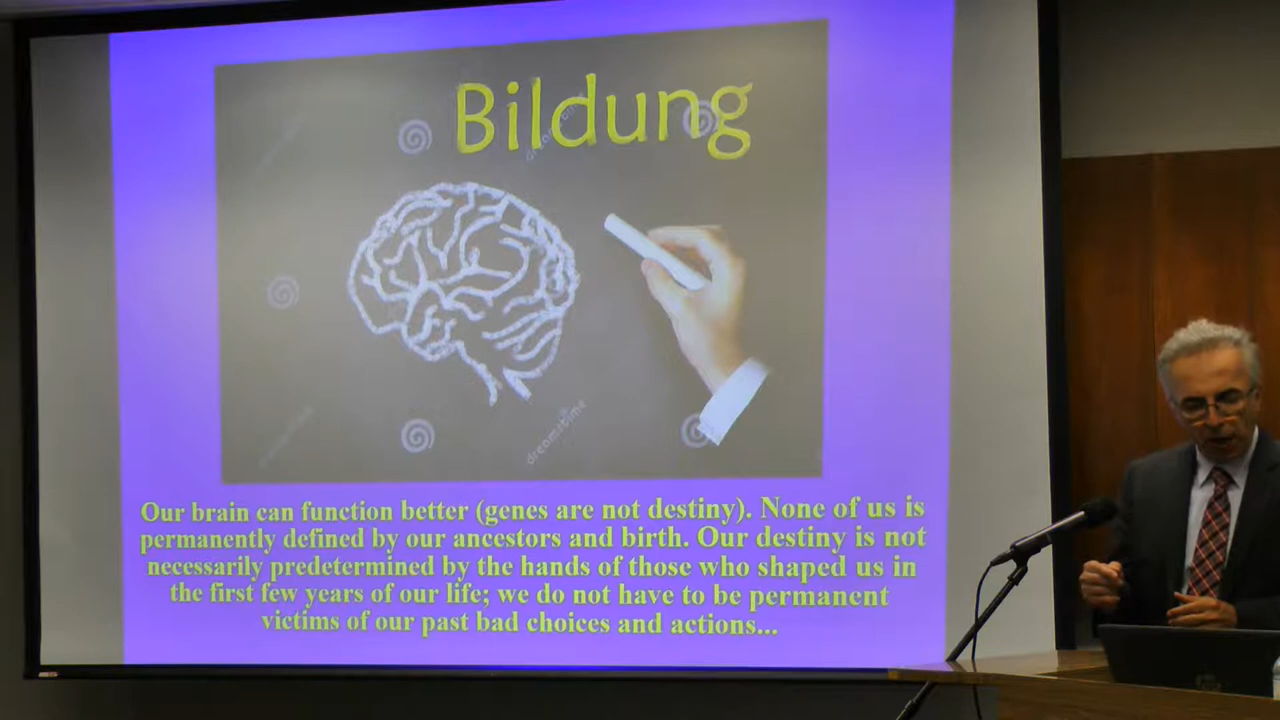 Bildung
dreamstime
Our brain can function better (genes are not destiny). None of us is
permanently defined by our ancestors and birth. Our destiny is not
necessarily predetermined by the hands of those who shaped us in
the first few years of our life; we do not have to be permanent
victims of our past bad choices and actions...